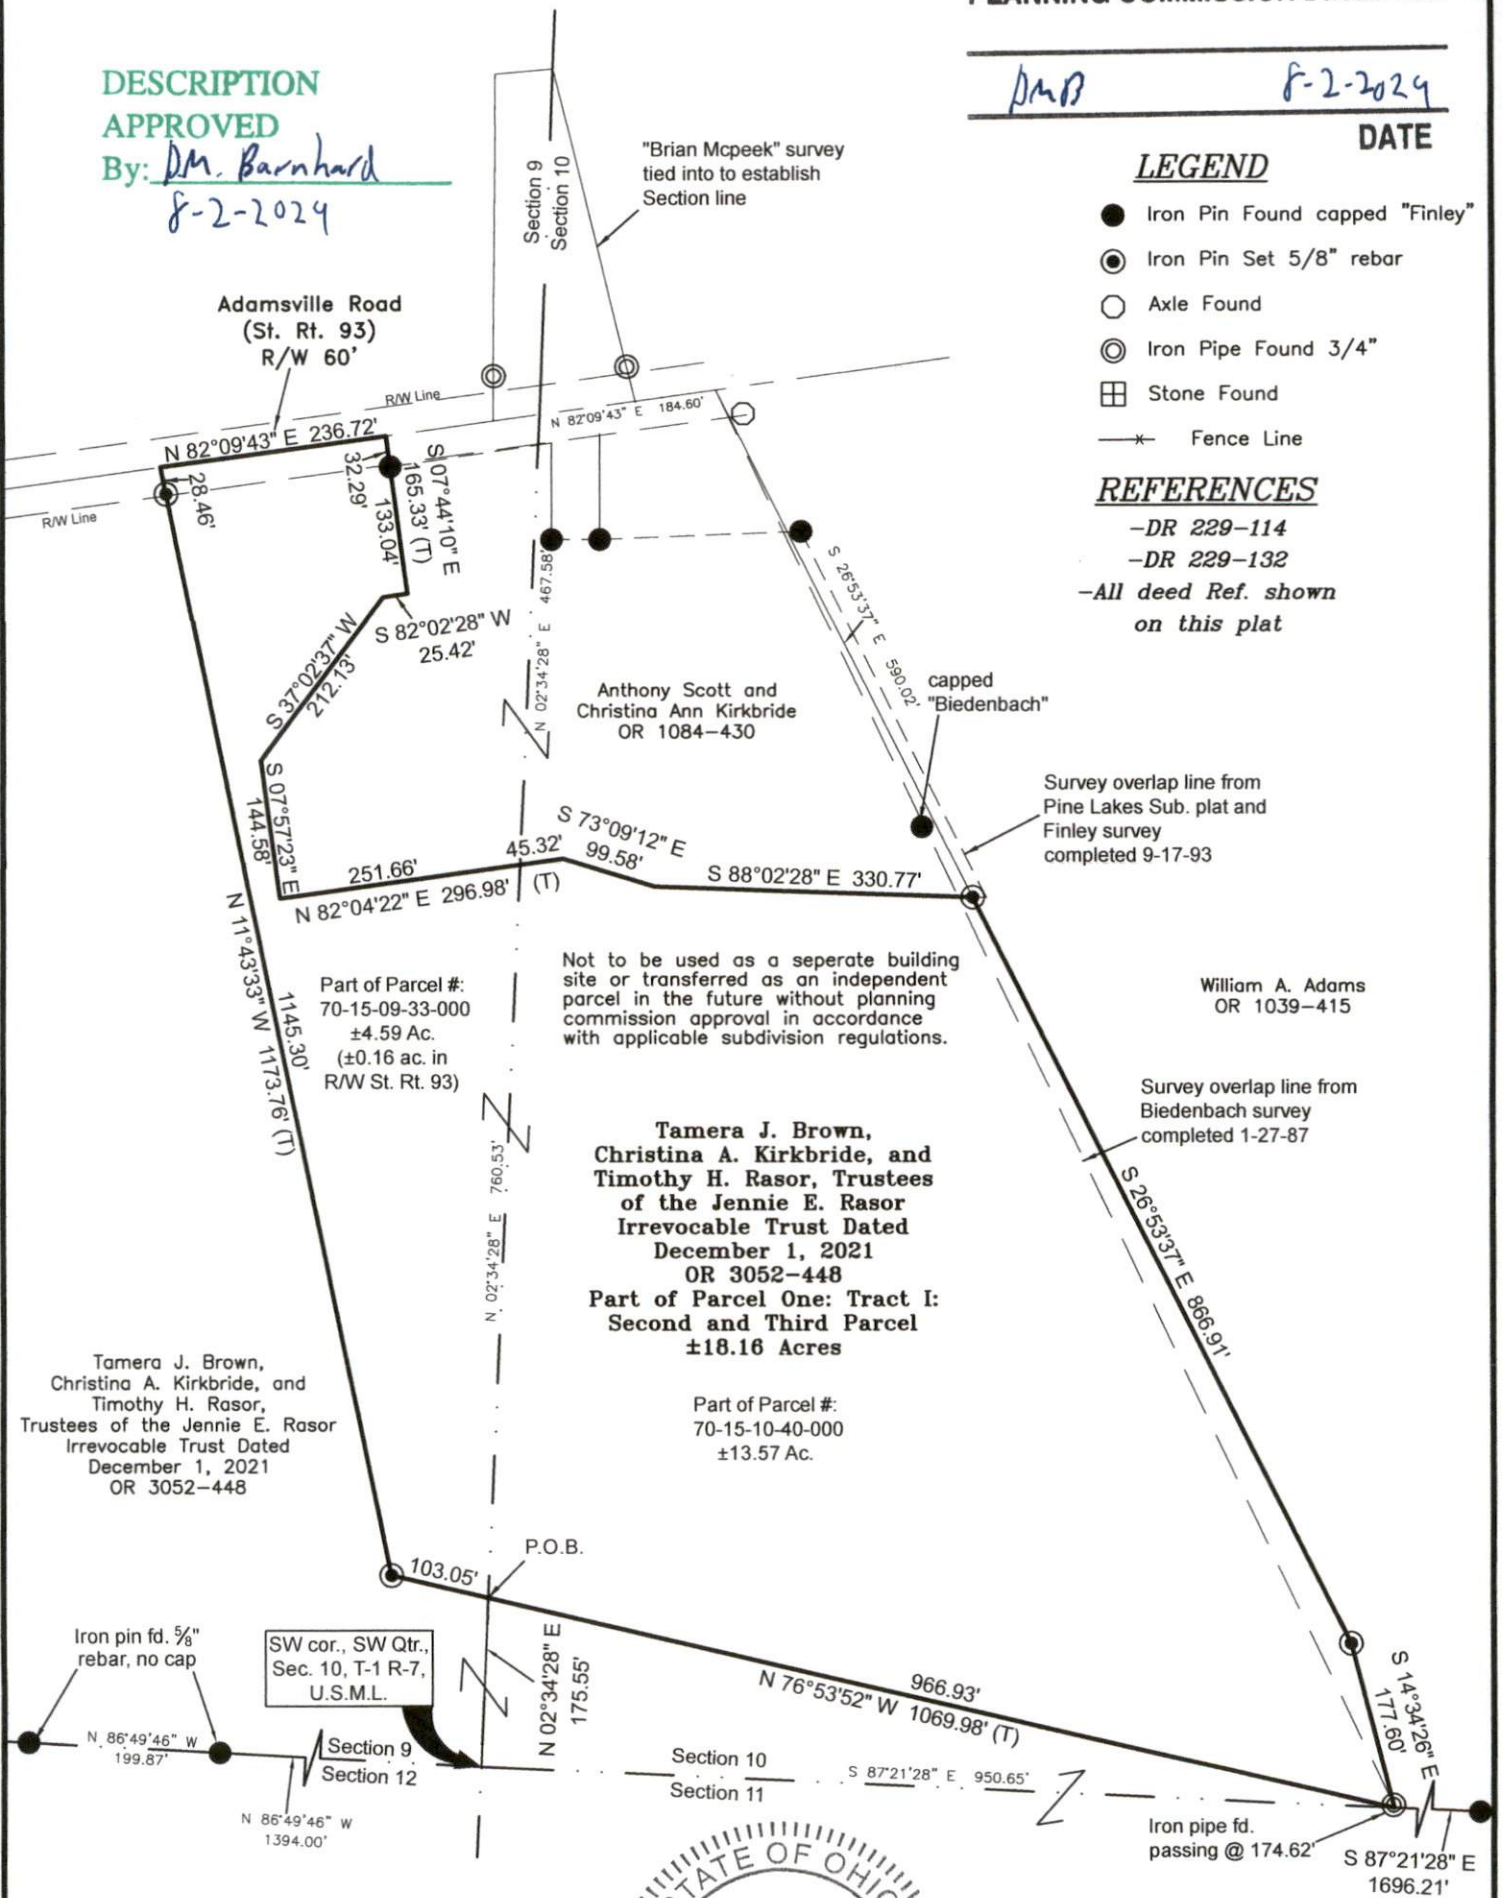 DESCRIPTION
APPROVED
By: DM. Barnhard
8-2-2024
DMB 8-2-2024
DATE
LEGEND
Iron Pin Found capped "Finley"
Iron Pin Set 5/8" rebar
Axle Found
Iron Pipe Found 3/4"
Stone Found
Fence Line
REFERENCES
-DR 229-114
-DR 229-132
-All deed Ref. shown
on this plat
"Brian Mcpeek" survey
tied into to establish
Section line
Section 9
Section 10
Adamsville Road
(St. Rt. 93)
R/W 60'
R/W Line
N 82°09'43" E 184.60'
N 82°09'43" E 236.72'
R/W Line
28.46'
32.29'
S 07°44'10" E
165.33' (T)
133.04'
S 82°02'28" W
25.42'
S 37°02'37" W
212.13'
S 07°57'23" E
144.58'
N 02°34'28" E 467.58'
S 26°53'37" E 590.02'
Anthony Scott and
Christina Ann Kirkbride
OR 1084-430
capped
"Biedenbach"
Survey overlap line from
Pine Lakes Sub. plat and
Finley survey
completed 9-17-93
251.66'
45.32'
N 82°04'22" E 296.98' (T)
S 73°09'12" E
99.58'
S 88°02'28" E 330.77'
N 11°43'33" W 1173.76' (T)
1145.30'
Part of Parcel #:
70-15-09-33-000
±4.59 Ac.
(±0.16 ac. in
R/W St. Rt. 93)
Not to be used as a seperate building
site or transferred as an independent
parcel in the future without planning
commission approval in accordance
with applicable subdivision regulations.
William A. Adams
OR 1039-415
Survey overlap line from
Biedenbach survey
completed 1-27-87
N 02°34'28" E 760.53'
Tamera J. Brown,
Christina A. Kirkbride, and
Timothy H. Rasor, Trustees
of the Jennie E. Rasor
Irrevocable Trust Dated
December 1, 2021
OR 3052-448
Part of Parcel One: Tract I:
Second and Third Parcel
±18.16 Acres
S 26°53'37" E 866.91'
Part of Parcel #:
70-15-10-40-000
±13.57 Ac.
Tamera J. Brown,
Christina A. Kirkbride, and
Timothy H. Rasor,
Trustees of the Jennie E. Rasor
Irrevocable Trust Dated
December 1, 2021
OR 3052-448
P.O.B.
103.05'
Iron pin fd. 5/8"
rebar, no cap
SW cor., SW Qtr.,
Sec. 10, T-1 R-7,
U.S.M.L.
N 02°34'28" E
175.55'
966.93'
N 76°53'52" W 1069.98' (T)
S 14°34'26" E
177.60'
N 86°49'46" W
199.87'
Section 9
Section 12
Section 10
Section 11
S 87°21'28" E 950.65'
N 86°49'46" W
1394.00'
Iron pipe fd.
passing @ 174.62'
S 87°21'28" E
1696.21'
STATE OF OHIO